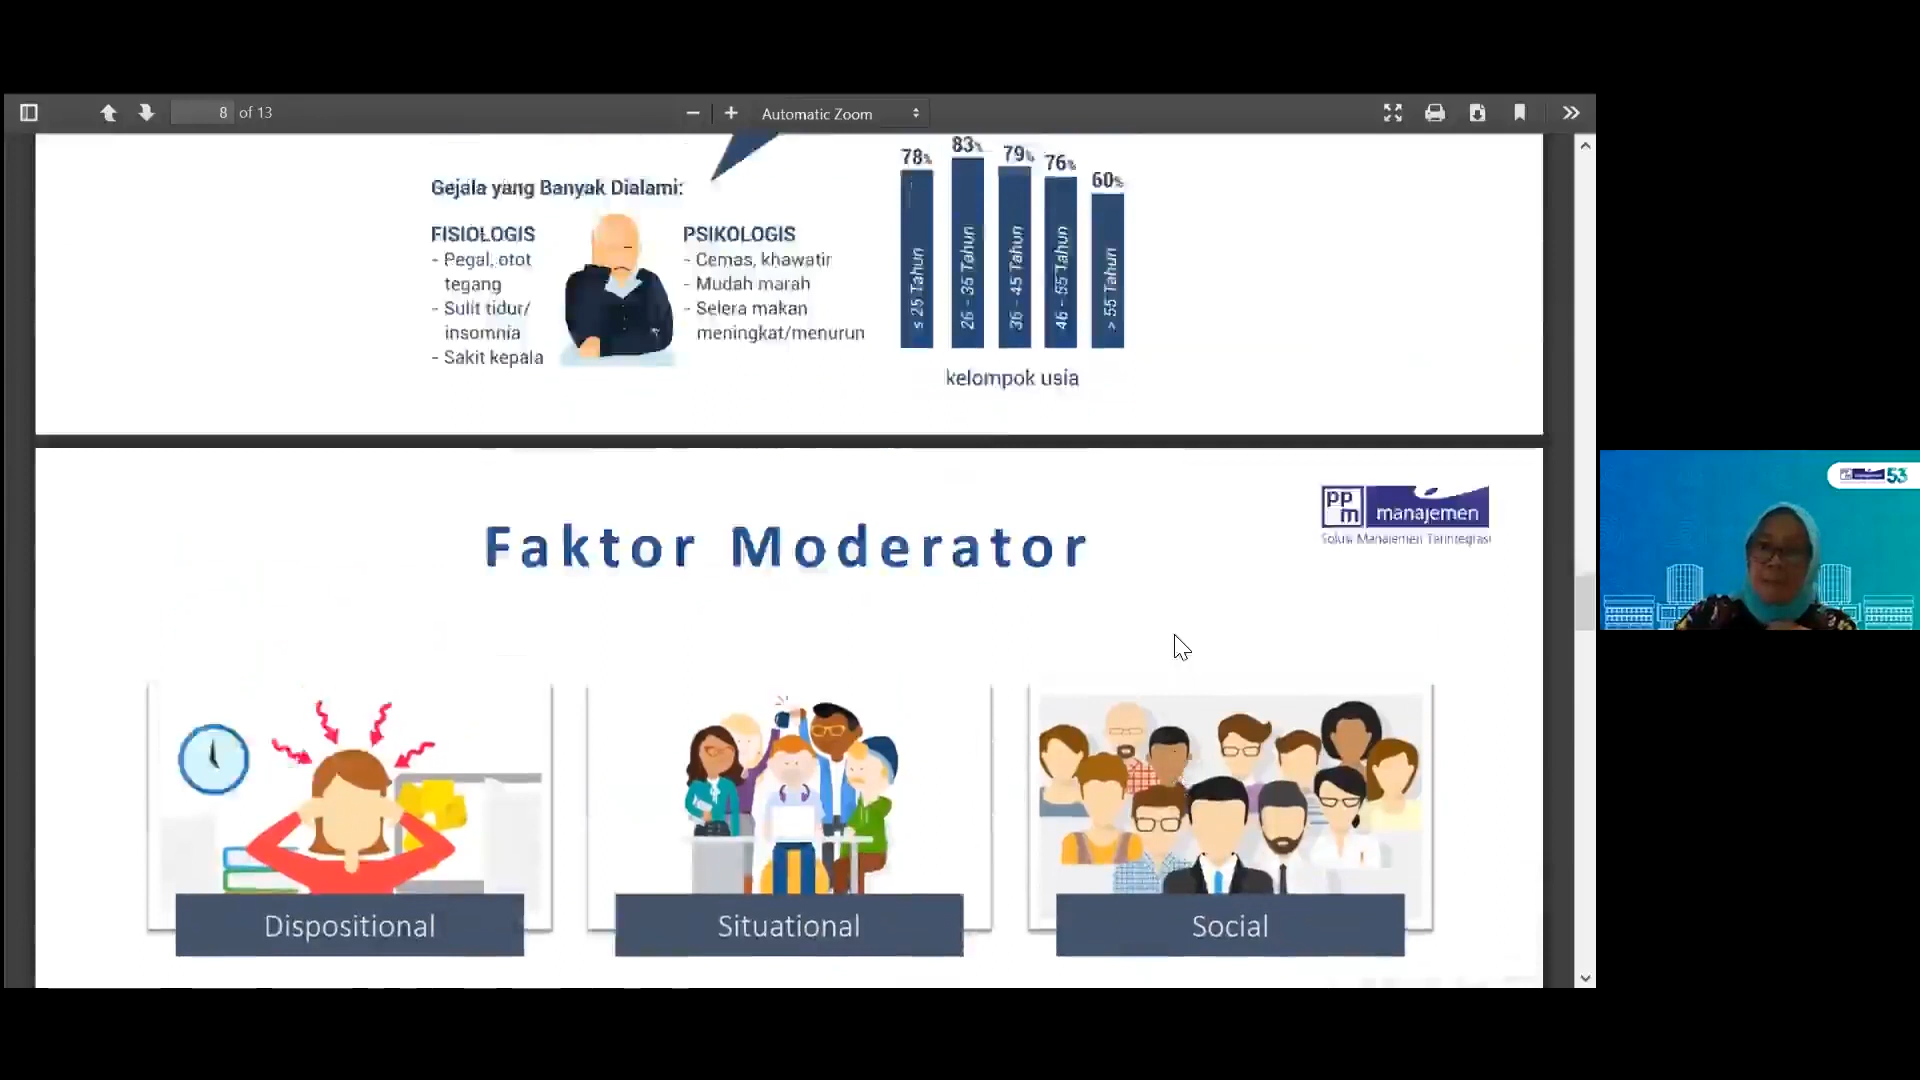 8 of 13
Automatic Zoom
Gejala yang Banyak Dialami:
FISIOLOGIS
- Pegal, otot
tegang
- Sulit tidur/
insomnia
- Sakit kepala
PSIKOLOGIS
- Cemas, khawatir
- Mudah marah
- Selera makan
meningkat/menurun
78% 83% 79% 76% 60%
≤ 25 Tahun
26 - 35 Tahun
36 - 45 Tahun
46 - 55 Tahun
> 55 Tahun
kelompok usia
ppm manajemen
Solusi Manajemen Terintegrasi
Faktor Moderator
53
Dispositional
Situational
Social